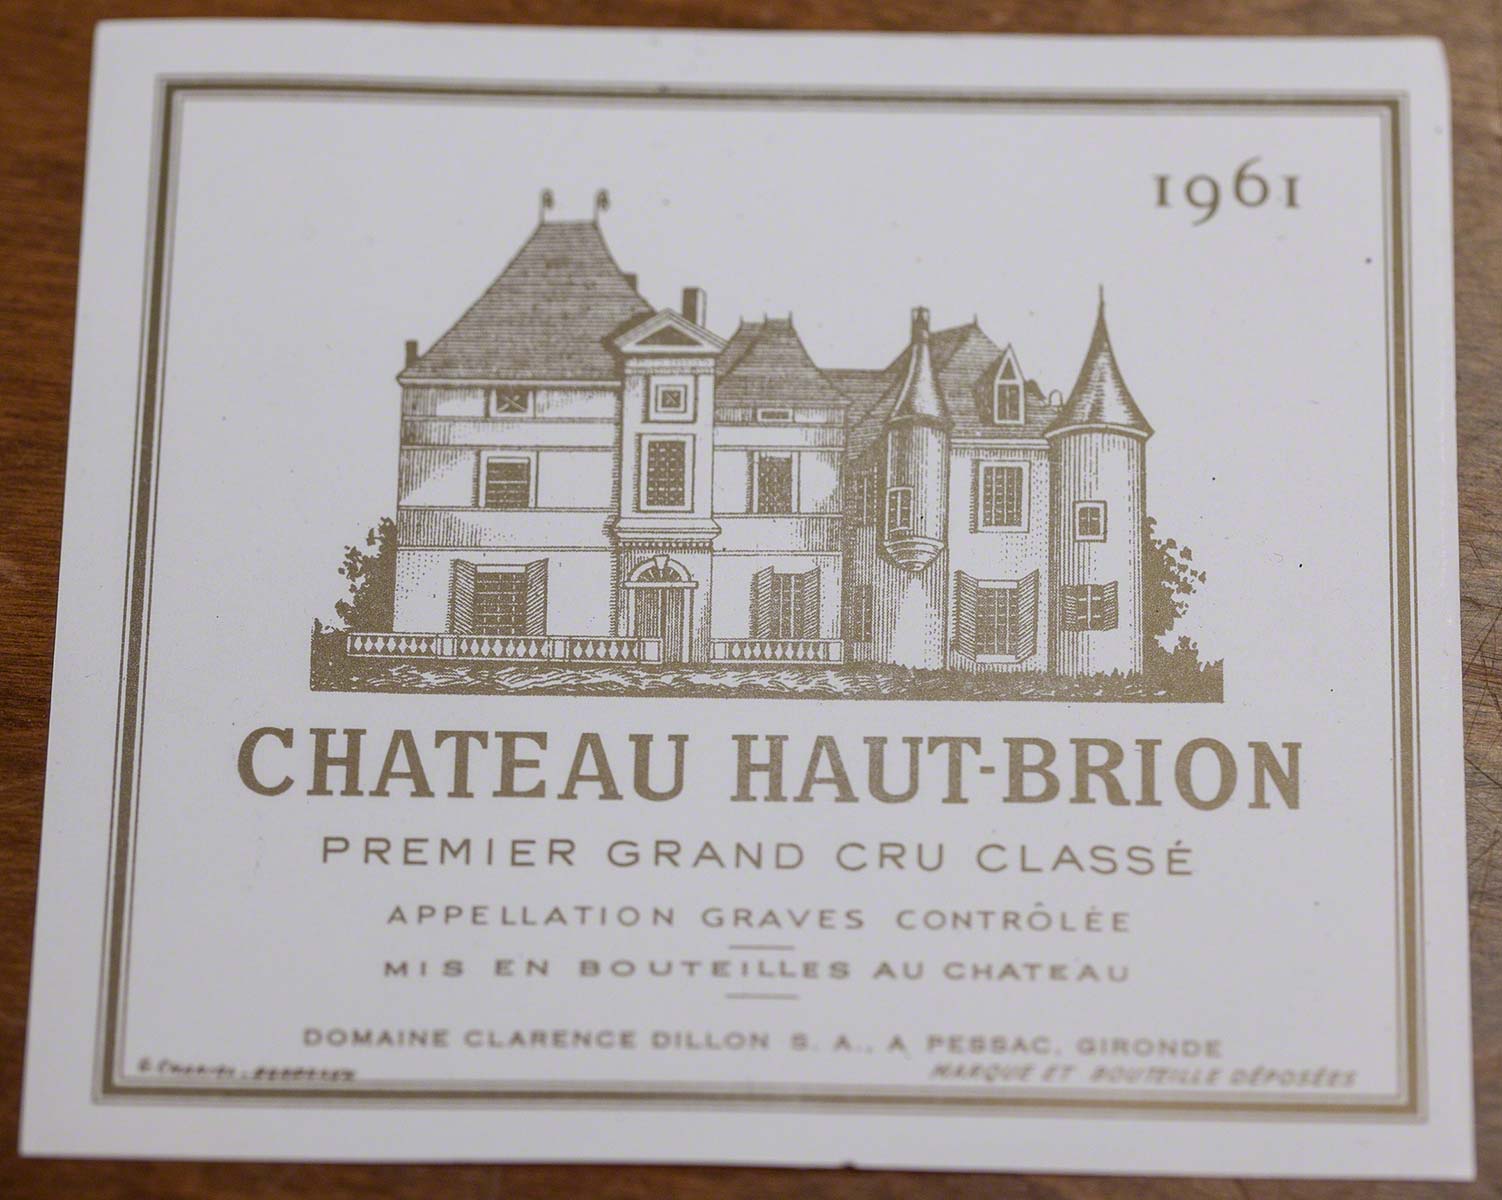 1961
CHATEAU HAUT-BRION
PREMIER GRAND CRU CLASSÉ
APPELLATION GRAVES CONTRÔLÉE
MIS EN BOUTEILLES AU CHATEAU
DOMAINE CLARENCE DILLON S. A., A PESSAC, GIRONDE
MARQUE ET BOUTEILLE DÉPOSÉES